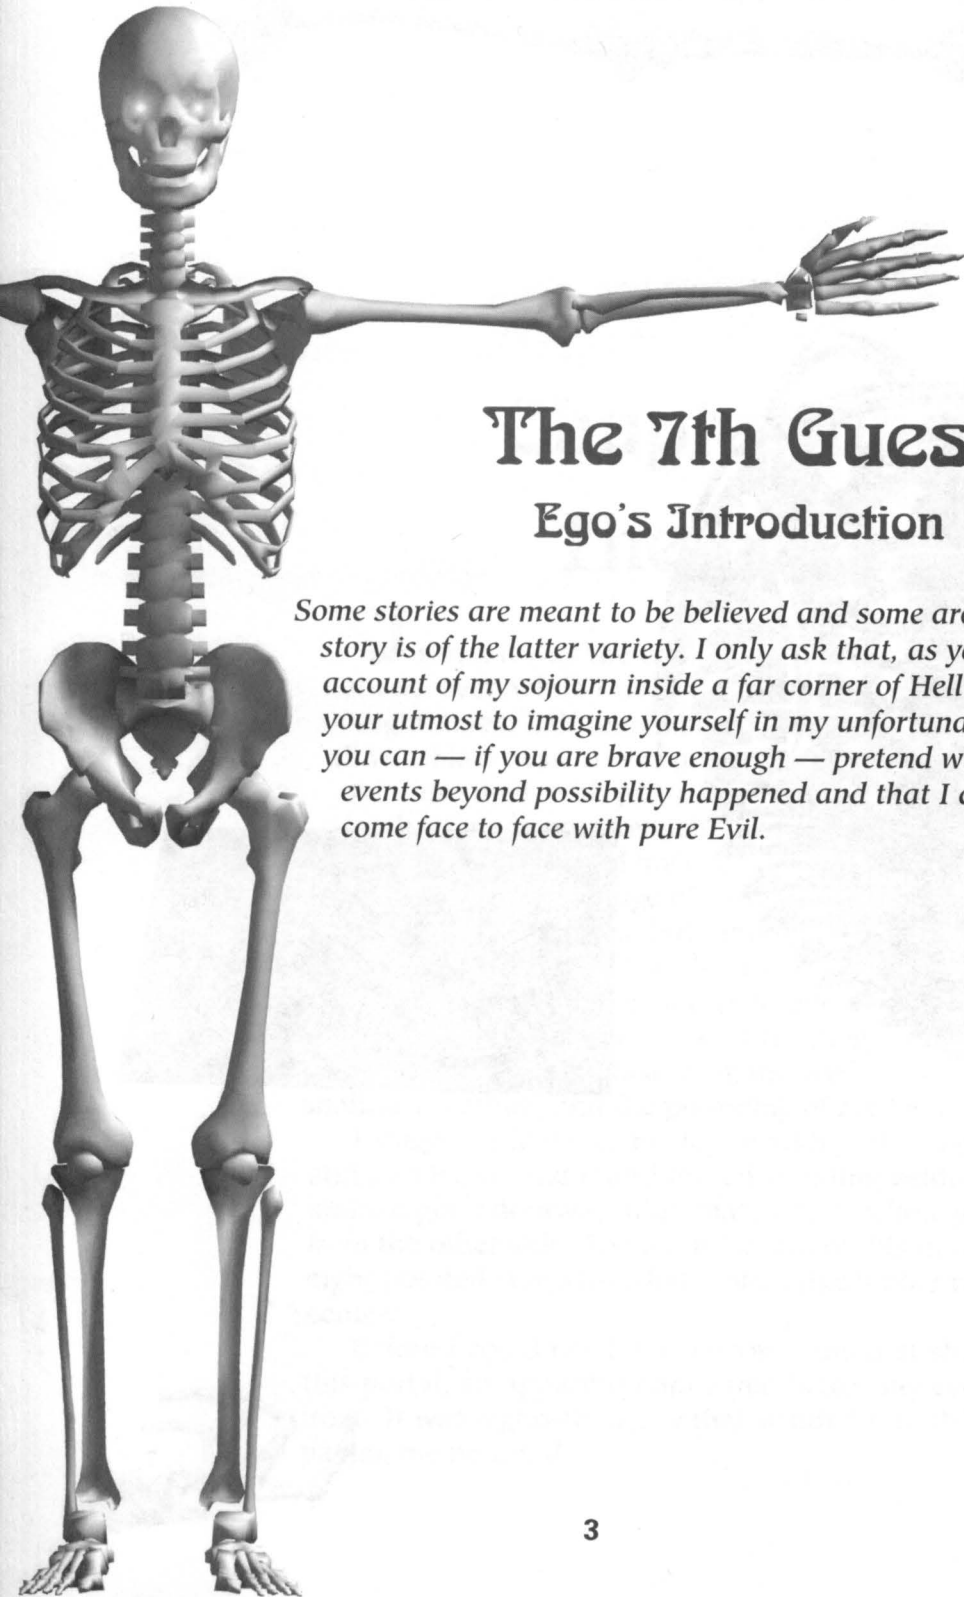 The 7th Gues
Ego's Introduction
Some stories are meant to be believed and some are
story is of the latter variety. I only ask that, as
account of my sojourn inside a far corner of Hell
your utmost to imagine yourself in my
you can — if you are brave enough — pretend
events beyond possibility happened and that I
come face to face with pure Evil.
3